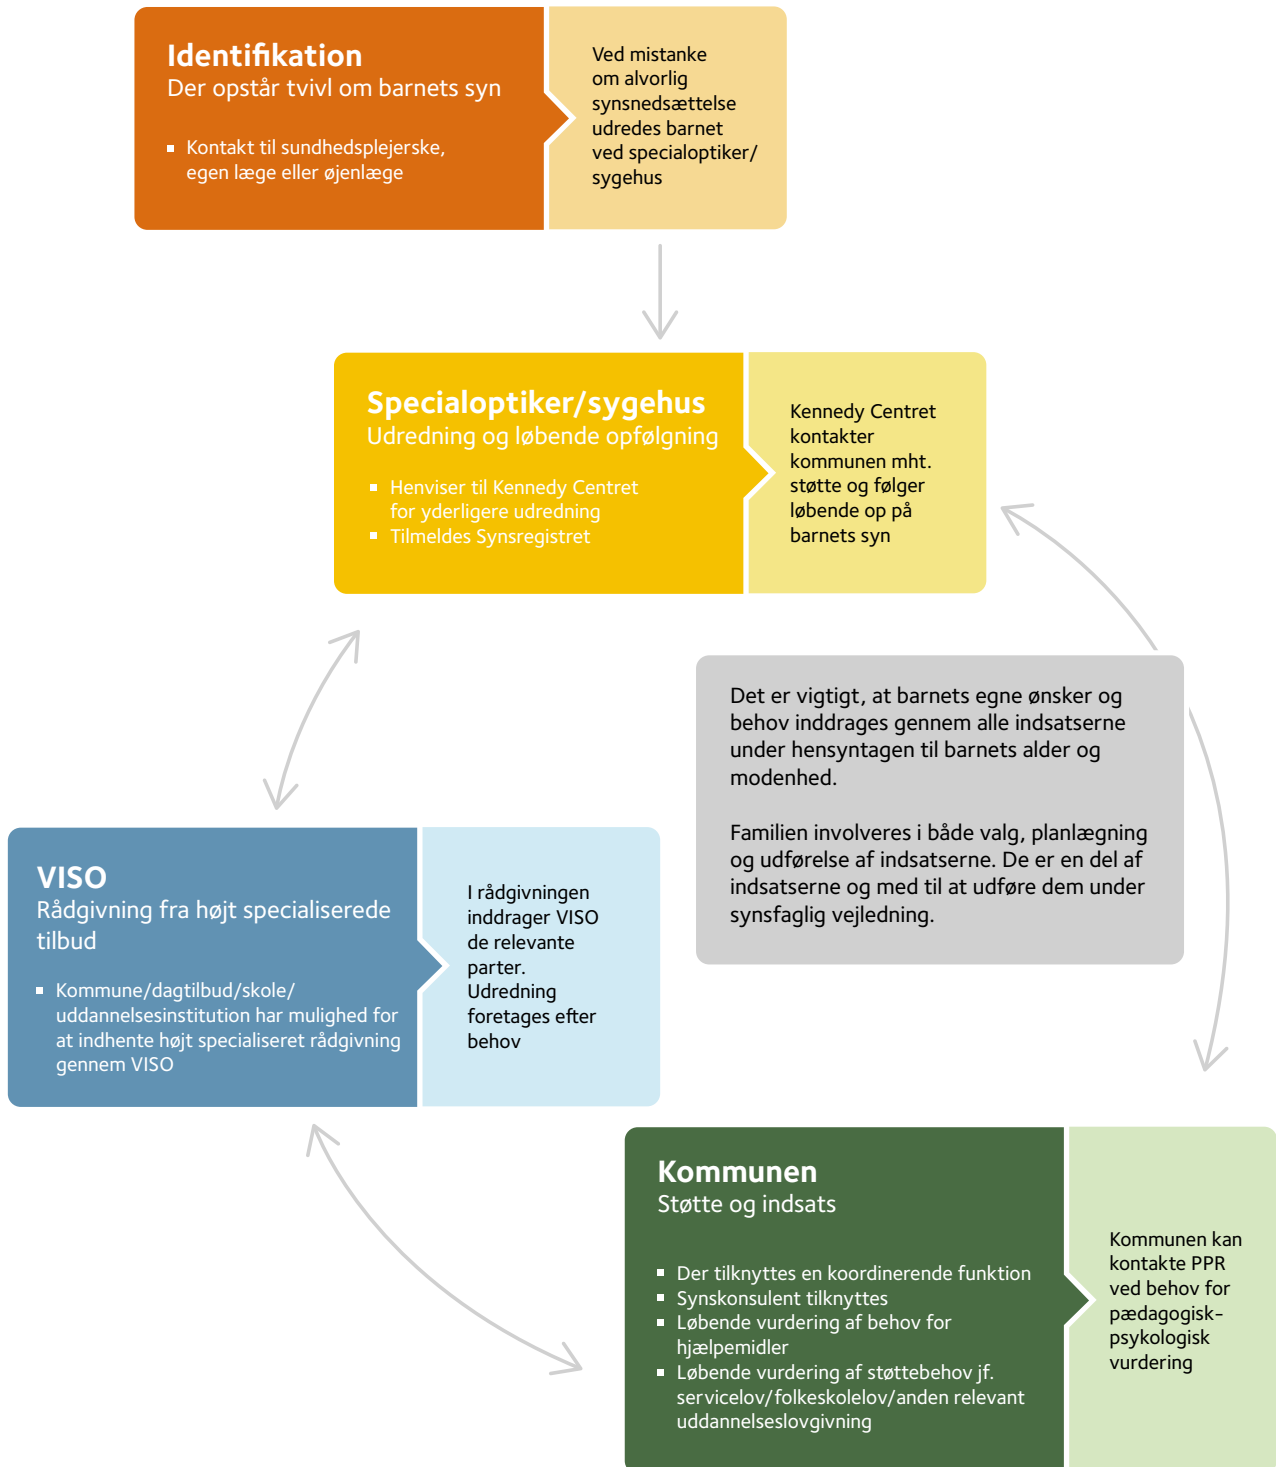 Identifikation
Der opstår tvivl om barnets syn
▪ Kontakt til sundhedsplejerske,
egen læge eller øjenlæge
Ved mistanke
om alvorlig
synsnedsættelse
udredes barnet
ved specialoptiker/
sygehus
Specialoptiker/sygehus
Udredning og løbende opfølgning
▪ Henviser til Kennedy Centret
for yderligere udredning
▪ Tilmeldes Synsregistret
Kennedy Centret
kontakter
kommunen mht.
støtte og følger
løbende op på
barnets syn
Det er vigtigt, at barnets egne ønsker og
behov inddrages gennem alle indsatserne
under hensyntagen til barnets alder og
modenhed.
Familien involveres i både valg, planlægning
og udførelse af indsatserne. De er en del af
indsatserne og med til at udføre dem under
synsfaglig vejledning.
VISO
Rådgivning fra højt specialiserede
tilbud
▪ Kommune/dagtilbud/skole/
uddannelsesinstitution har mulighed for
at indhente højt specialiseret rådgivning
gennem VISO
I rådgivningen
inddrager VISO
de relevante
parter.
Udredning
foretages efter
behov
Kommunen
Støtte og indsats
▪ Der tilknyttes en koordinerende funktion
▪ Synskonsulent tilknyttes
▪ Løbende vurdering af behov for
hjælpemidler
▪ Løbende vurdering af støttebehov jf.
servicelov/folkeskolelov/anden relevant
uddannelseslovgivning
Kommunen kan
kontakte PPR
ved behov for
pædagogisk-
psykologisk
vurdering